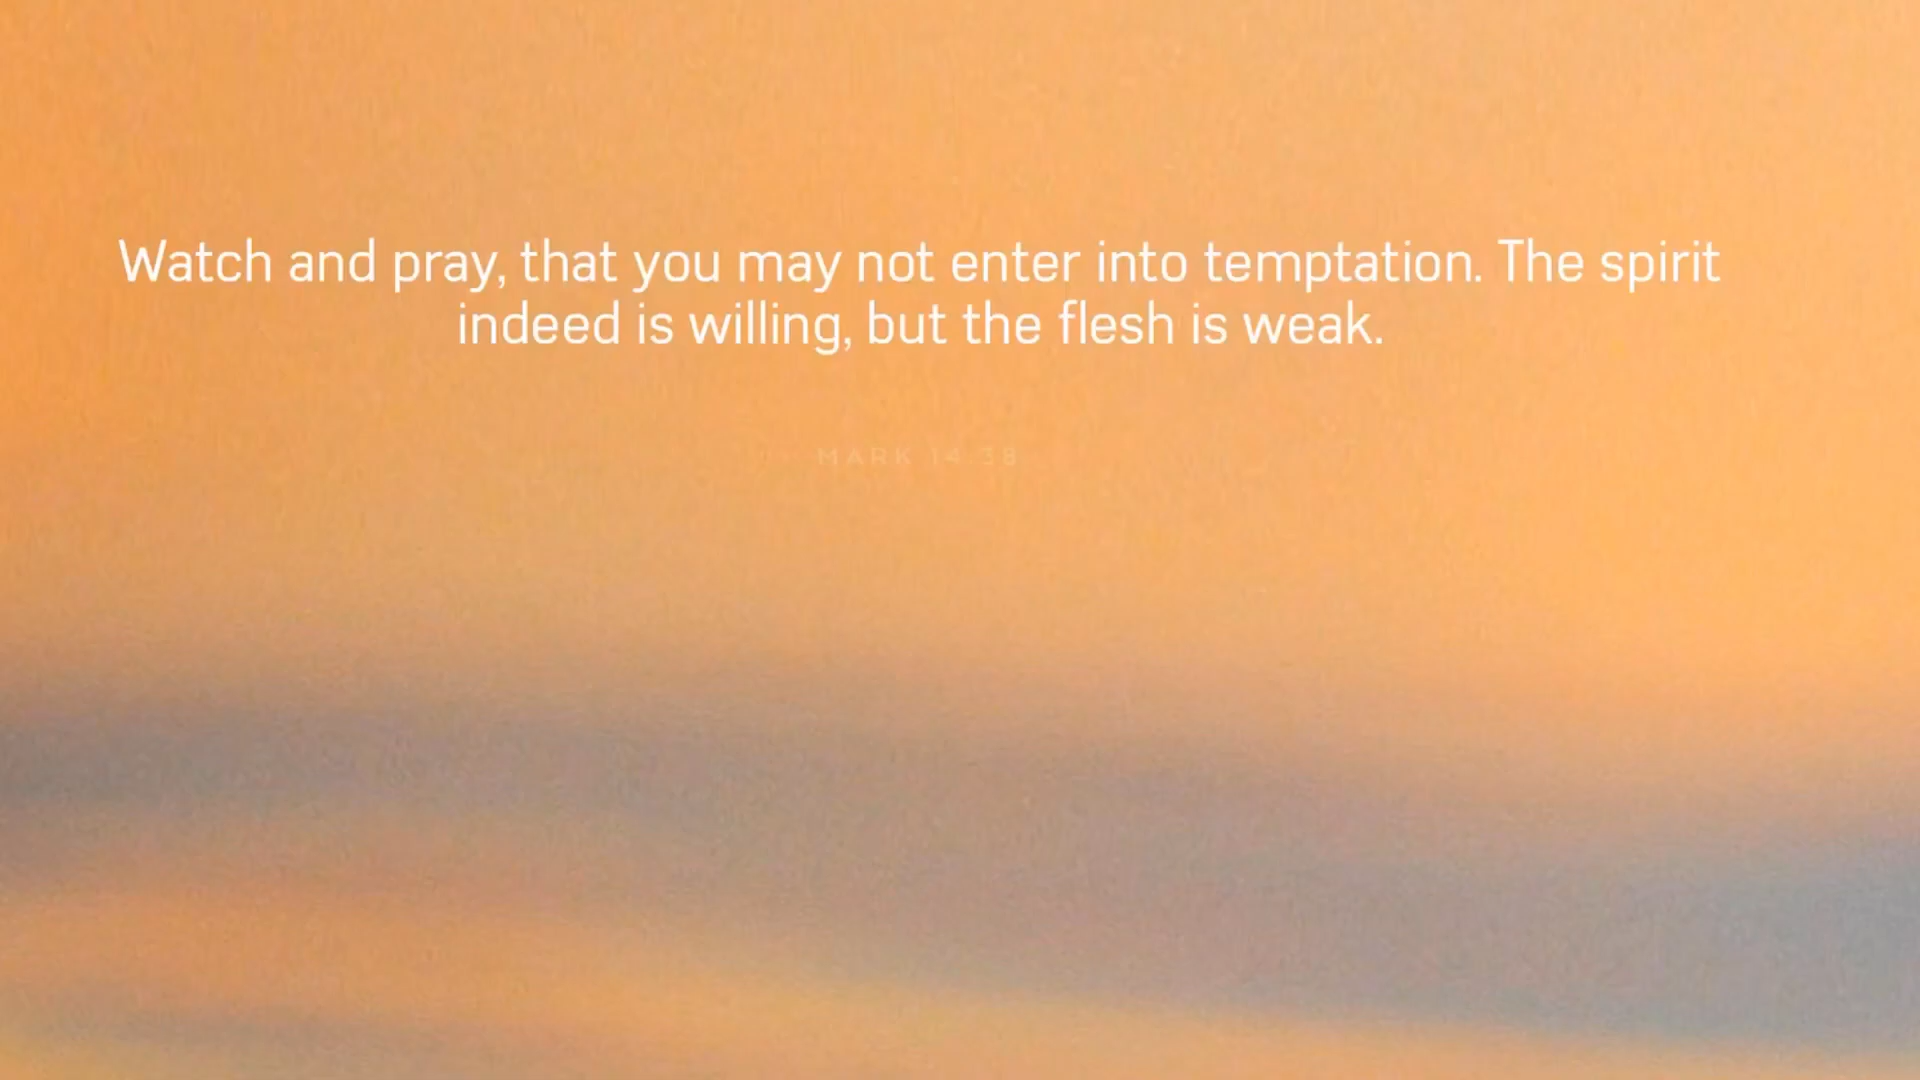 Watch and pray, that you may not enter into temptation. The spirit
indeed is willing, but the flesh is weak.
MARK 14:38